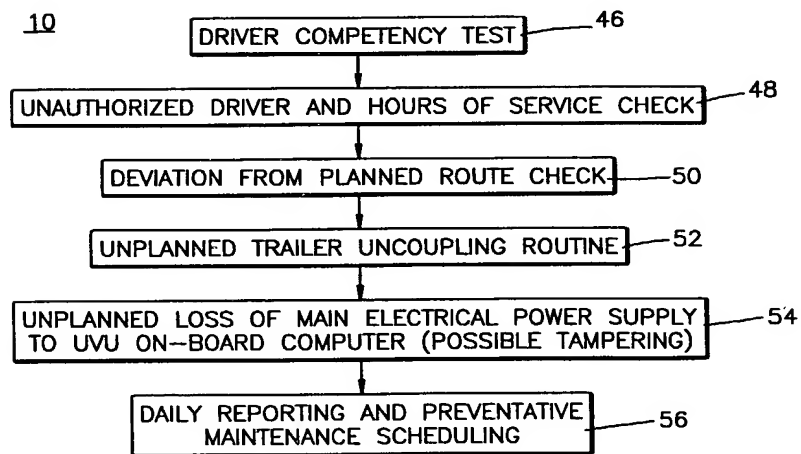 10
DRIVER COMPETENCY TEST
46
UNAUTHORIZED DRIVER AND HOURS OF SERVICE CHECK
48
DEVIATION FROM PLANNED ROUTE CHECK
50
UNPLANNED TRAILER UNCOUPLING ROUTINE
52
UNPLANNED LOSS OF MAIN ELECTRICAL POWER SUPPLY
TO UVU ON-BOARD COMPUTER (POSSIBLE TAMPERING)
54
DAILY REPORTING AND PREVENTATIVE
MAINTENANCE SCHEDULING
56